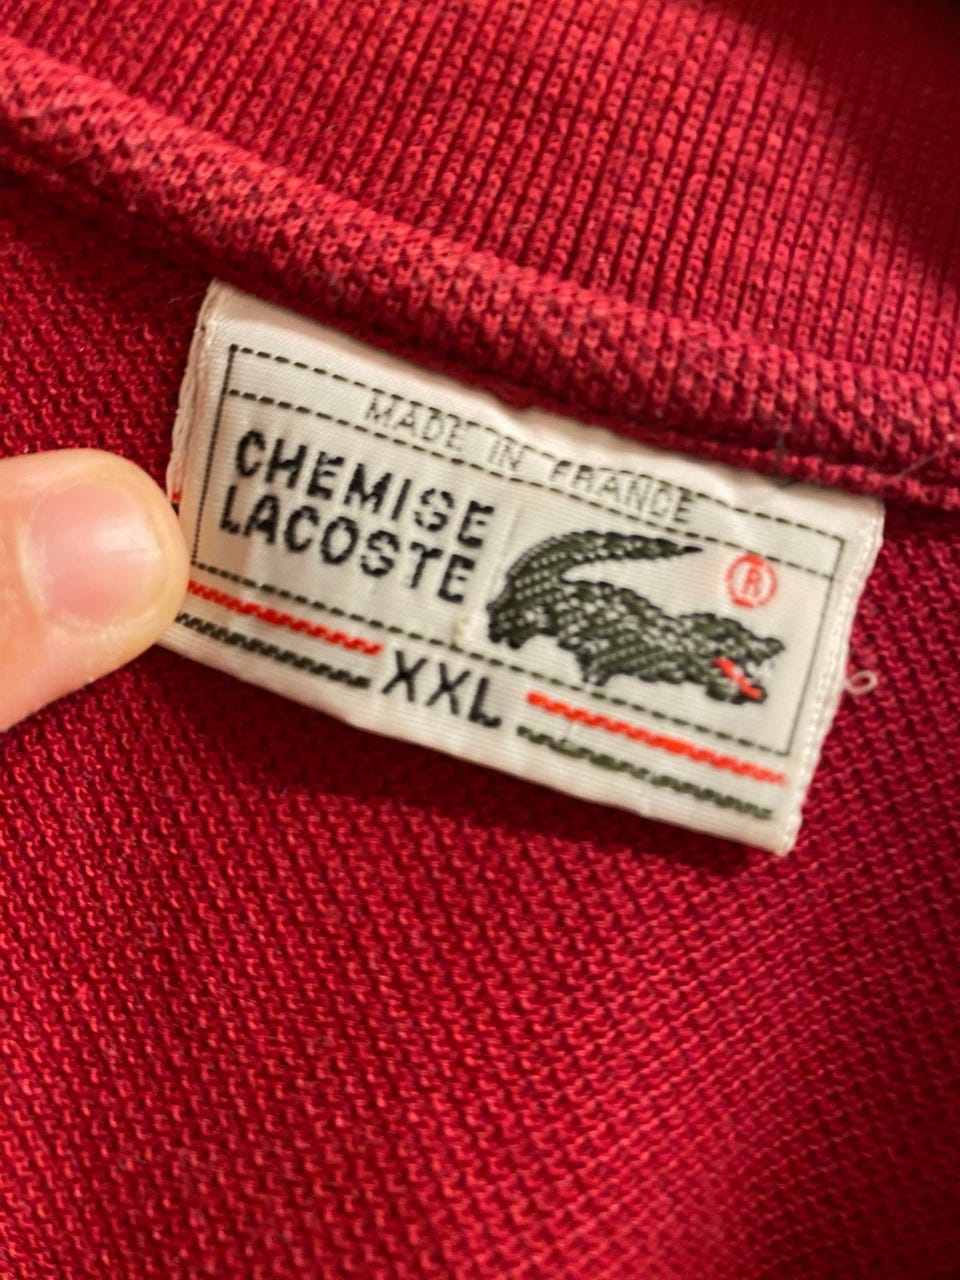 MADE IN FRANCE
CHEMISE
LACOSTE
®
XXL